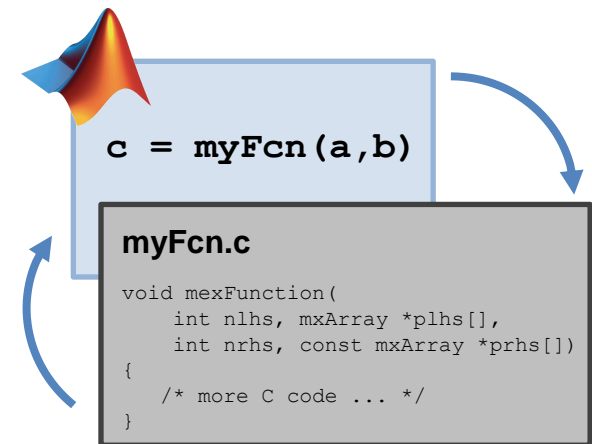 c = myFcn(a,b)
myFcn.c
void mexFunction(
    int nlhs, mxArray *plhs[],
    int nrhs, const mxArray *prhs[])
{
   /* more C code ... */
}